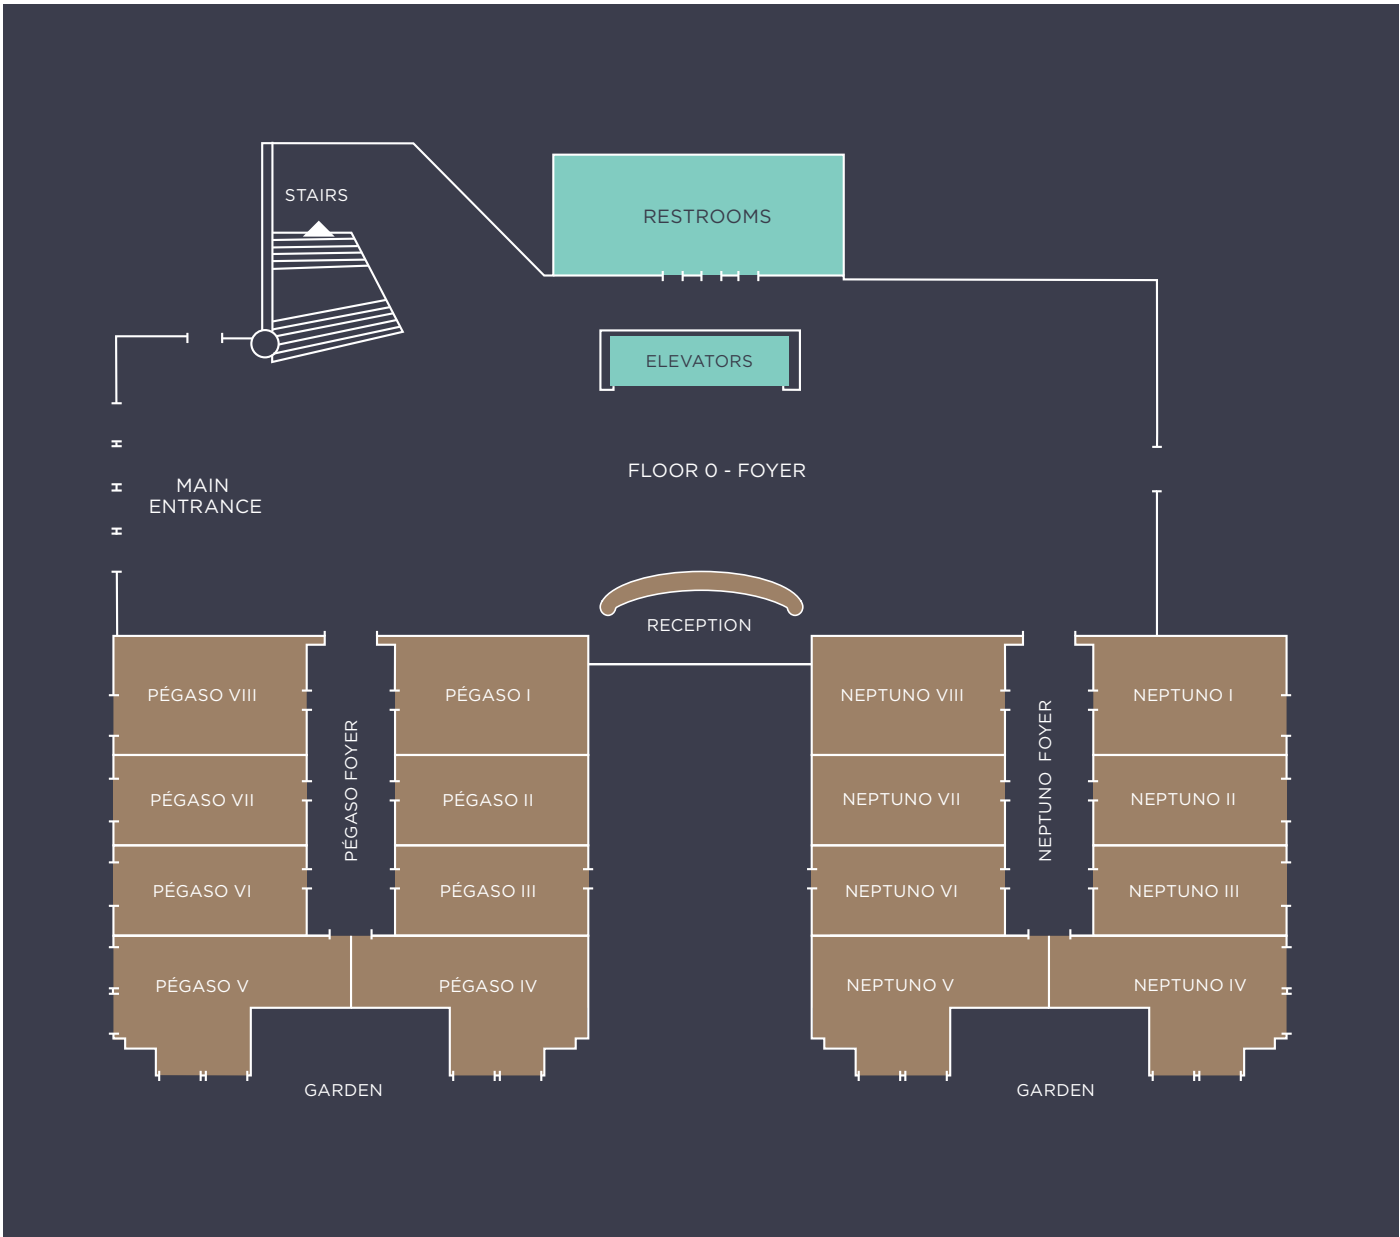 STAIRS
RESTROOMS
ELEVATORS
FLOOR 0 - FOYER
MAIN
ENTRANCE
RECEPTION
PÉGASO VIII
PÉGASO I
NEPTUNO VIII
NEPTUNO I
PÉGASO FOYER
NEPTUNO FOYER
PÉGASO VII
PÉGASO II
NEPTUNO VII
NEPTUNO II
PÉGASO VI
PÉGASO III
NEPTUNO VI
NEPTUNO III
PÉGASO V
PÉGASO IV
NEPTUNO V
NEPTUNO IV
GARDEN
GARDEN